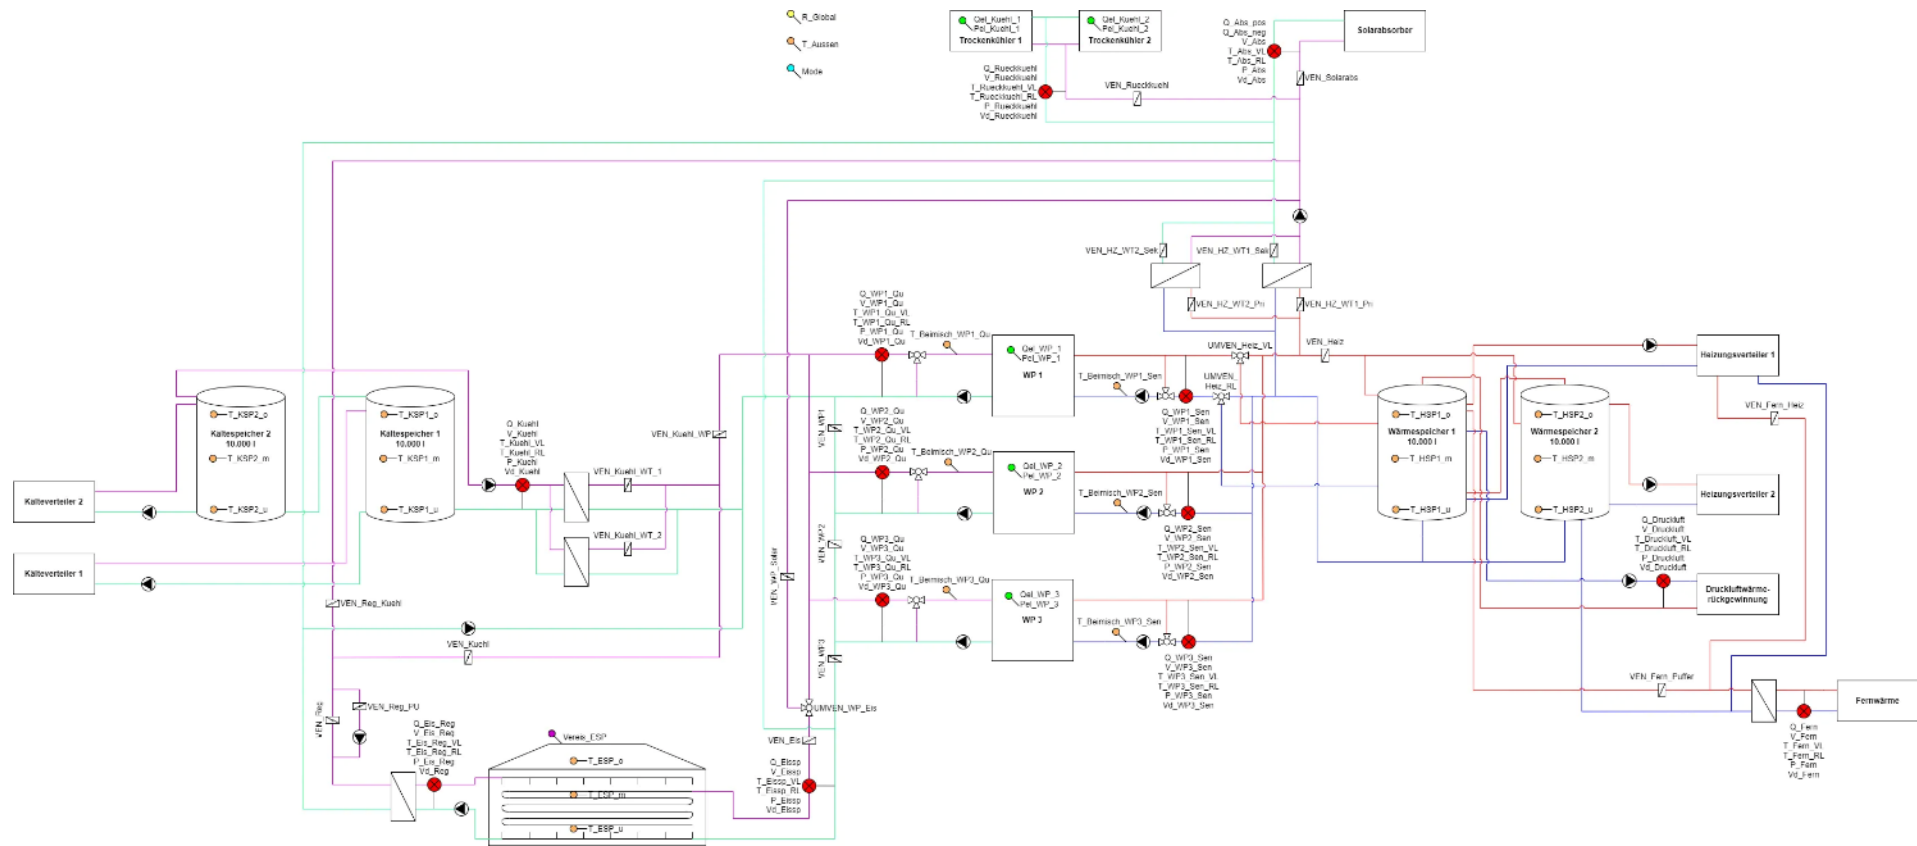 R_Global
T_Aussen
Mode
Qel_Kuehl_1
Pel_Kuehl_1
Trockenkühler 1
Qel_Kuehl_2
Pel_Kuehl_2
Trockenkühler 2
Q_Rueckkuehl
V_Rueckkuehl
T_Rueckkuehl_VL
T_Rueckkuehl_RL
P_Rueckkuehl
Vd_Rueckkuehl
VEN_Rueckkuehl
Q_Abs_pos
Q_Abs_neg
V_Abs
T_Abs_VL
T_Abs_RL
P_Abs
Vd_Abs
Solarabsorber
VEN_Solarabs
VEN_HZ_WT2_Sek
VEN_HZ_WT1_Sek
VEN_HZ_WT2_Pri
VEN_HZ_WT1_Pri
Q_WP1_Qu
V_WP1_Qu
T_WP1_Qu_VL
T_WP1_Qu_RL
P_WP1_Qu
Vd_WP1_Qu
T_Beimisch_WP1_Qu
Qel_WP_1
Pel_WP_1
WP 1
UMVEN_Heiz_VL
VEN_Heiz
T_Beimisch_WP1_Sen
UMVEN_
Heiz_RL
Q_WP1_Sen
V_WP1_Sen
T_WP1_Sen_VL
T_WP1_Sen_RL
P_WP1_Sen
Vd_WP1_Sen
Q_WP2_Qu
V_WP2_Qu
T_WP2_Qu_VL
T_WP2_Qu_RL
P_WP2_Qu
Vd_WP2_Qu
T_Beimisch_WP2_Qu
Qel_WP_2
Pel_WP_2
WP 2
T_Beimisch_WP2_Sen
Q_WP2_Sen
V_WP2_Sen
T_WP2_Sen_VL
T_WP2_Sen_RL
P_WP2_Sen
Vd_WP2_Sen
Q_WP3_Qu
V_WP3_Qu
T_WP3_Qu_VL
T_WP3_Qu_RL
P_WP3_Qu
Vd_WP3_Qu
T_Beimisch_WP3_Qu
Qel_WP_3
Pel_WP_3
WP 3
T_Beimisch_WP3_Sen
Q_WP3_Sen
V_WP3_Sen
T_WP3_Sen_VL
T_WP3_Sen_RL
P_WP3_Sen
Vd_WP3_Sen
VEN_WP1
VEN_WP2
VEN_WP3
VEN_WP_Solar
T_KSP2_o
Kältespeicher 2
10.000 l
T_KSP2_m
T_KSP2_u
T_KSP1_o
Kältespeicher 1
10.000 l
T_KSP1_m
T_KSP1_u
Kälteverteiler 2
Kälteverteiler 1
Q_Kuehl
V_Kuehl
T_Kuehl_VL
T_Kuehl_RL
P_Kuehl
Vd_Kuehl
VEN_Kuehl_WP
VEN_Kuehl_WT_1
VEN_Kuehl_WT_2
VEN_Reg_Kuehl
VEN_Kuehl
VEN_Reg
VEN_Reg_PU
Q_Eis_Reg
V_Eis_Reg
T_Eis_Reg_VL
T_Eis_Reg_RL
P_Eis_Reg
Vd_Reg
Vereis_ESP
T_ESP_o
T_ESP_m
T_ESP_u
UMVEN_WP_Eis
VEN_Eis
Q_Eissp
V_Eissp
T_Eissp_VL
T_Eissp_RL
P_Eissp
Vd_Eissp
T_HSP1_o
Wärmespeicher 1
10.000 l
T_HSP1_m
T_HSP1_u
T_HSP2_o
Wärmespeicher 2
10.000 l
T_HSP2_m
T_HSP2_u
Heizungsverteiler 1
VEN_Fern_Heiz
Heizungsverteiler 2
Q_Druckluft
V_Druckluft
T_Druckluft_VL
T_Druckluft_RL
P_Druckluft
Vd_Druckluft
Druckluftwärme-
rückgewinnung
VEN_Fern_Puffer
Fernwärme
Q_Fern
V_Fern
T_Fern_VL
T_Fern_RL
P_Fern
Vd_Fern